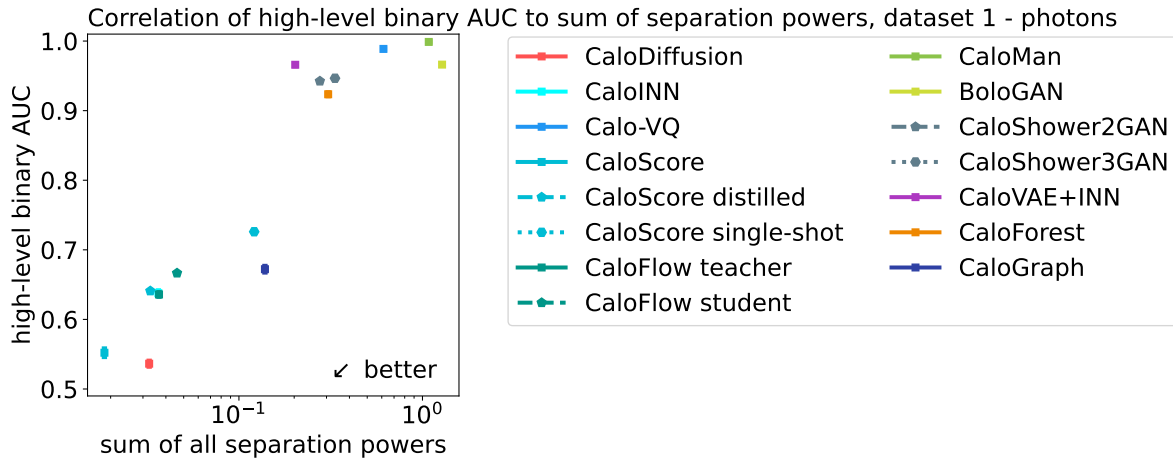 Correlation of high-level binary AUC to sum of separation powers, dataset 1 - photons
high-level binary AUC
1.0
0.9
0.8
0.7
0.6
0.5
↙ better
10⁻¹
10⁰
sum of all separation powers
CaloDiffusion
CaloINN
Calo-VQ
CaloScore
CaloScore distilled
CaloScore single-shot
CaloFlow teacher
CaloFlow student
CaloMan
BoloGAN
CaloShower2GAN
CaloShower3GAN
CaloVAE+INN
CaloForest
CaloGraph